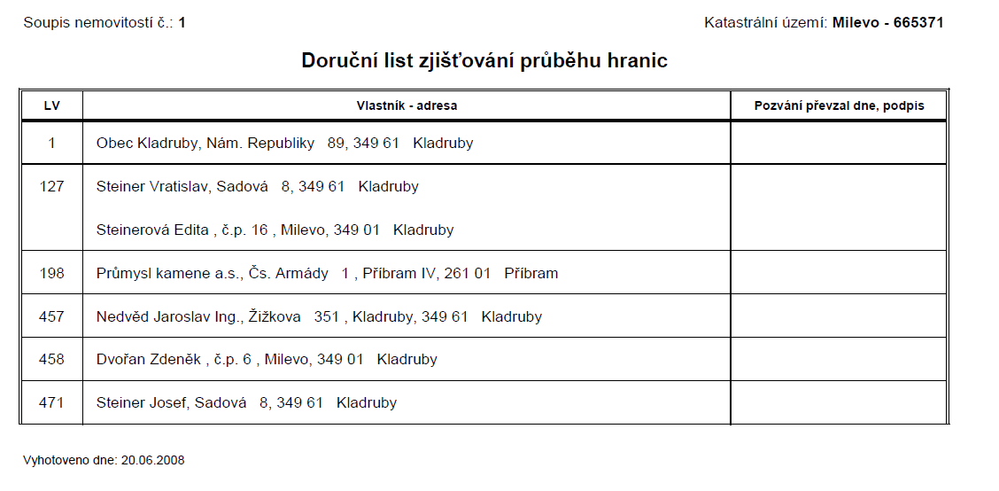 Soupis nemovitostí č.: 1 Katastrální území: Milevo - 665371
Doruční list zjišťování průběhu hranic
LV Vlastník - adresa Pozvání převzal dne, podpis
1 Obec Kladruby, Nám. Republiky 89, 349 61 Kladruby
127 Steiner Vratislav, Sadová 8, 349 61 Kladruby
Steinerová Edita , č.p. 16 , Milevo, 349 01 Kladruby
198 Průmysl kamene a.s., Čs. Armády 1 , Příbram IV, 261 01 Příbram
457 Nedvěd Jaroslav Ing., Žižkova 351 , Kladruby, 349 61 Kladruby
458 Dvořan Zdeněk , č.p. 6 , Milevo, 349 01 Kladruby
471 Steiner Josef, Sadová 8, 349 61 Kladruby
Vyhotoveno dne: 20.06.2008